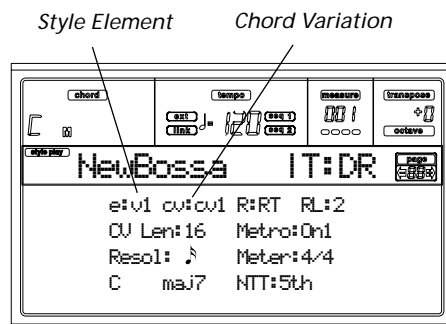 Style Element Chord Variation
chord tempo measure transpose
C M ext link ♩= 120 seq 1 seq 2 001 +0 octave
style play NewBossa IT:DR page
e:v1 cv:cv1 R:RT RL:2
CV Len:16 Metro:On1
Resol: ♪ Meter:4/4
C maj7 NTT:5th